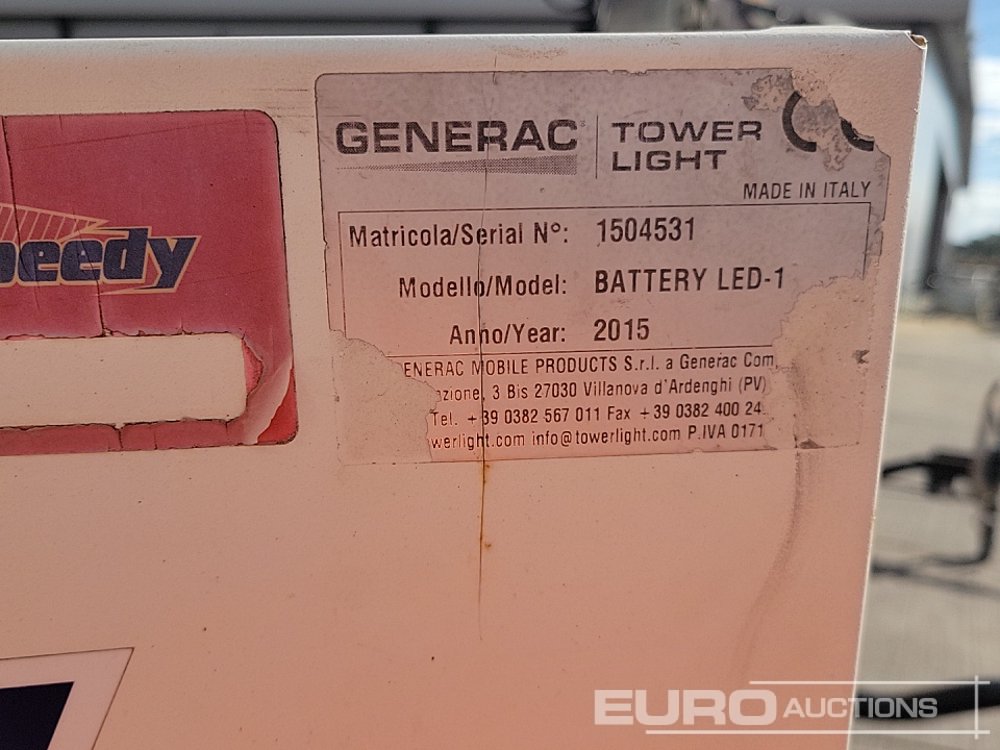 GENERAC
TOWER
LIGHT
MADE IN ITALY
Matricola/Serial N°: 1504531
Modello/Model: BATTERY LED-1
Anno/Year: 2015
ENERAC MOBILE PRODUCTS S.r.l. a Generac Com
azione, 3 Bis 27030 Villanova d'Ardenghi (PV)
Tel. +39 0382 567 011 Fax +39 0382 400 24
werlight.com info@towerlight.com P.IVA 0171
peedy
EURO AUCTIONS